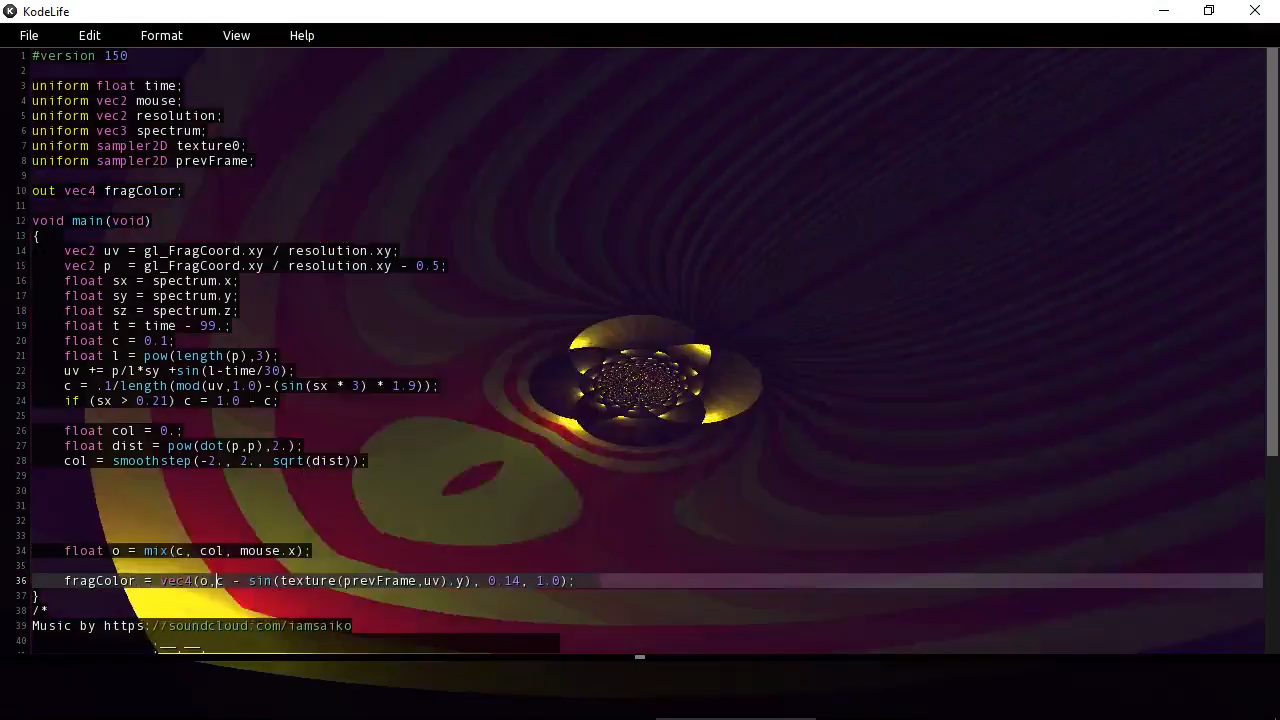 KodeLife
File Edit Format View Help
1 #version 150
2
3 uniform float time;
4 uniform vec2 mouse;
5 uniform vec2 resolution;
6 uniform vec3 spectrum;
7 uniform sampler2D texture0;
8 uniform sampler2D prevFrame;
9
10 out vec4 fragColor;
11
12 void main(void)
13 {
14 vec2 uv = gl_FragCoord.xy / resolution.xy;
15 vec2 p  = gl_FragCoord.xy / resolution.xy - 0.5;
16 float sx = spectrum.x;
17 float sy = spectrum.y;
18 float sz = spectrum.z;
19 float t = time - 99.;
20 float c = 0.1;
21 float l = pow(length(p),3);
22 uv += p/l*sy +sin(l-time/30);
23 c = .1/length(mod(uv,1.0)-(sin(sx * 3) * 1.9));
24 if (sx > 0.21) c = 1.0 - c;
25
26 float col = 0.;
27 float dist = pow(dot(p,p),2.);
28 col = smoothstep(-2., 2., sqrt(dist));
29
30
31
32
33
34 float o = mix(c, col, mouse.x);
35
36 fragColor = vec4(o,c - sin(texture(prevFrame,uv).y), 0.14, 1.0);
37 }
38 /*
39 Music by https://soundcloud.com/iamsaiko
40